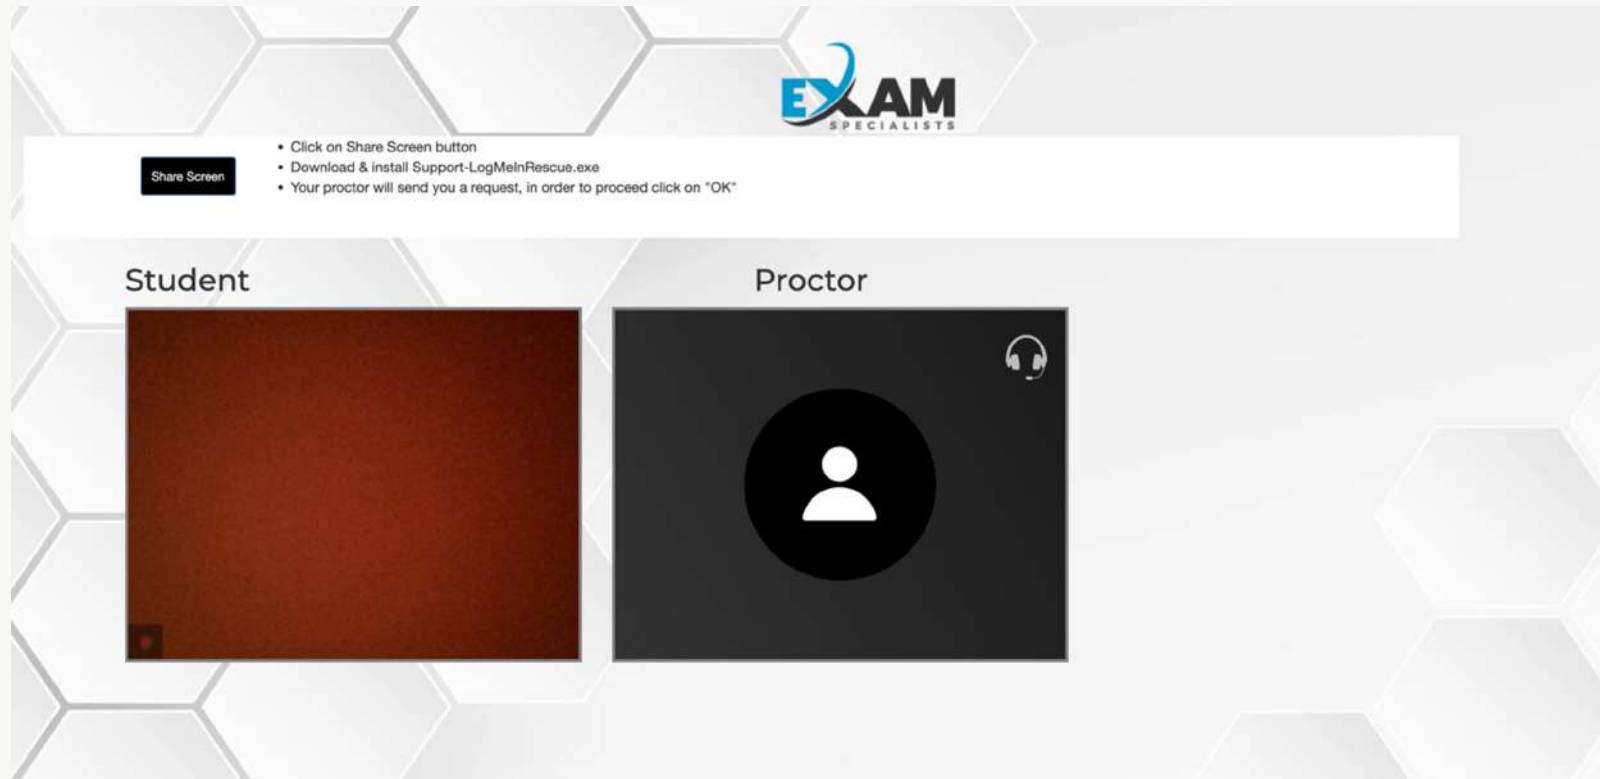 EXAM
SPECIALISTS
Share Screen
• Click on Share Screen button
• Download & install Support-LogMeInRescue.exe
• Your proctor will send you a request, in order to proceed click on "OK"
Student
Proctor